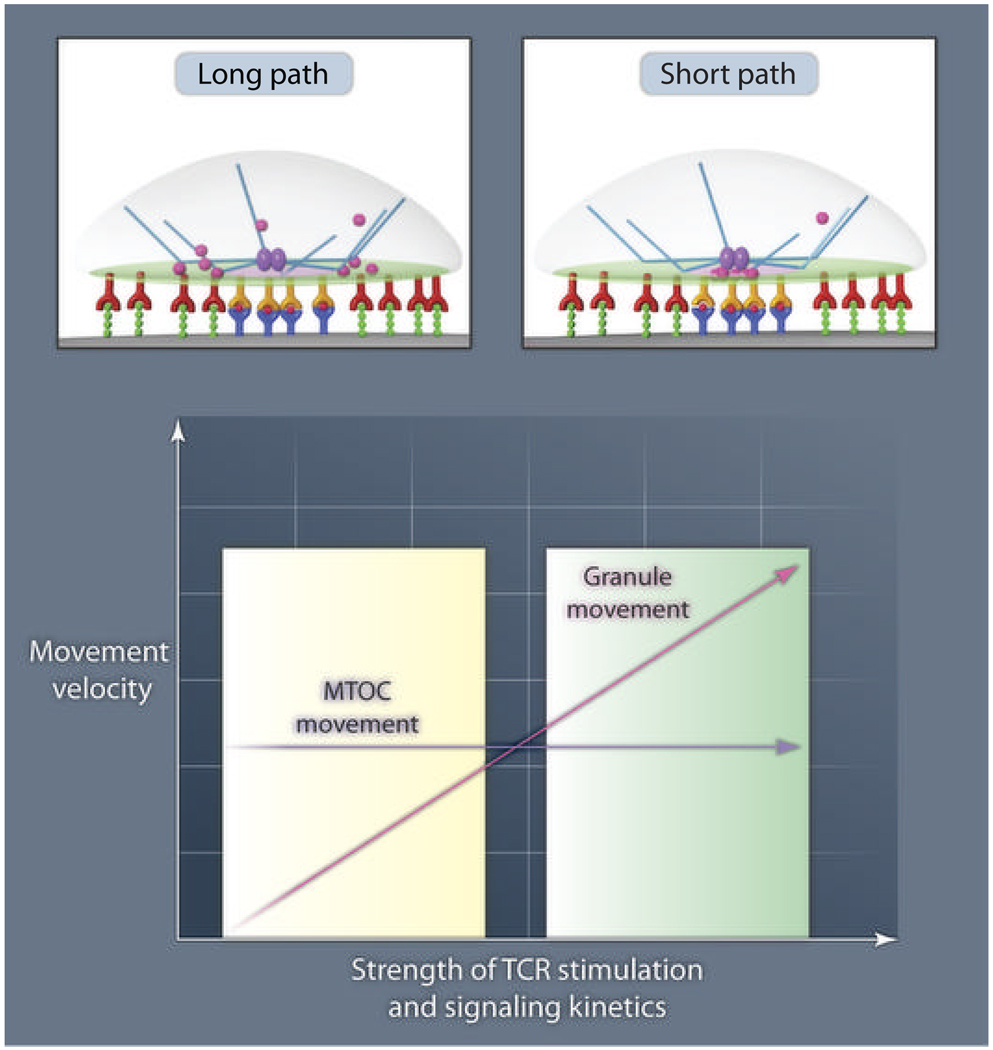 Long path
Short path
Granule
movement
Movement
velocity
MTOC
movement
Strength of TCR stimulation
and signaling kinetics